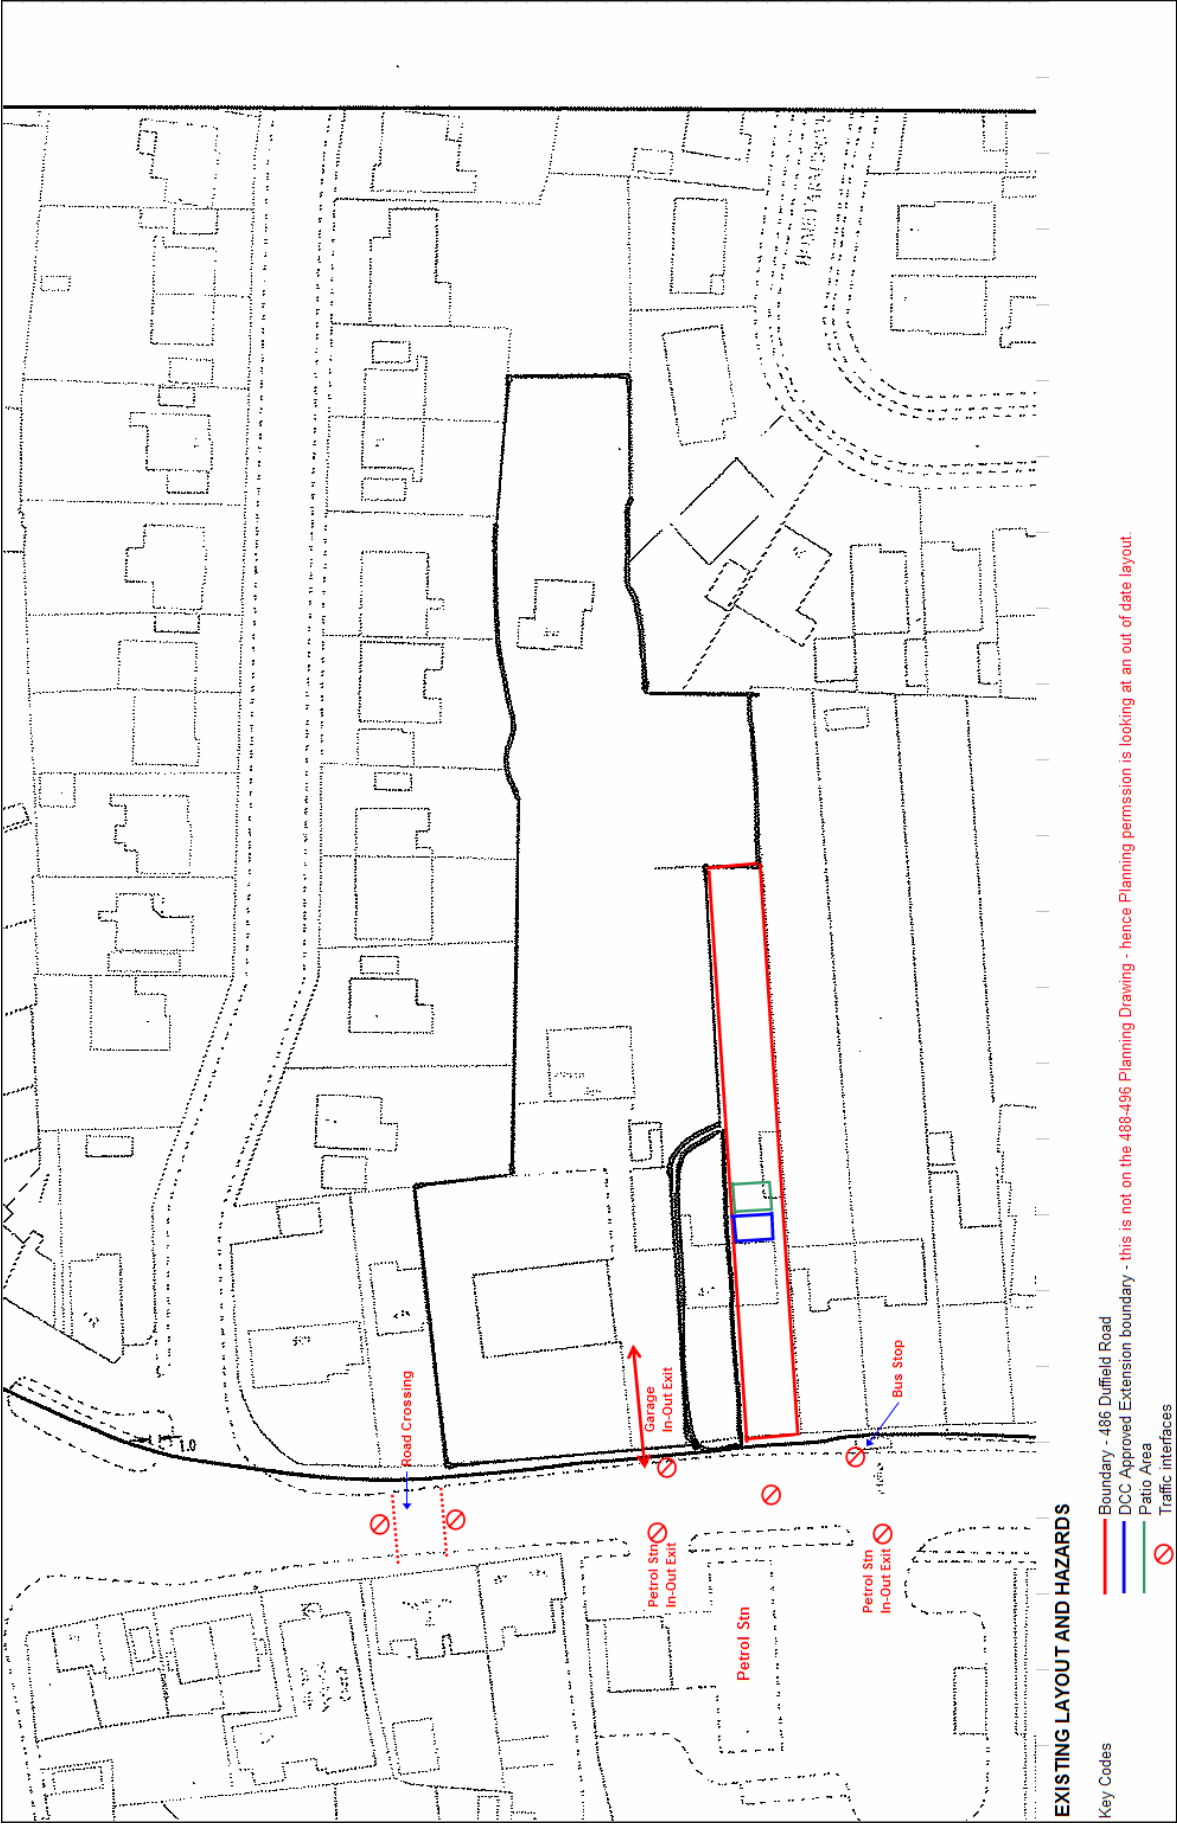 Road Crossing
Garage
In-Out Exit
Bus Stop
Petrol Stn
In-Out Exit
Petrol Stn
In-Out Exit
Petrol Stn
1.0
EXISTING LAYOUT AND HAZARDS
Key Codes
Boundary - 486 Duffield Road
DCC Approved Extension boundary - this is not on the 488-496 Planning Drawing - hence Planning permssion is looking at an out of date layout.
Patio Area
Traffic interfaces